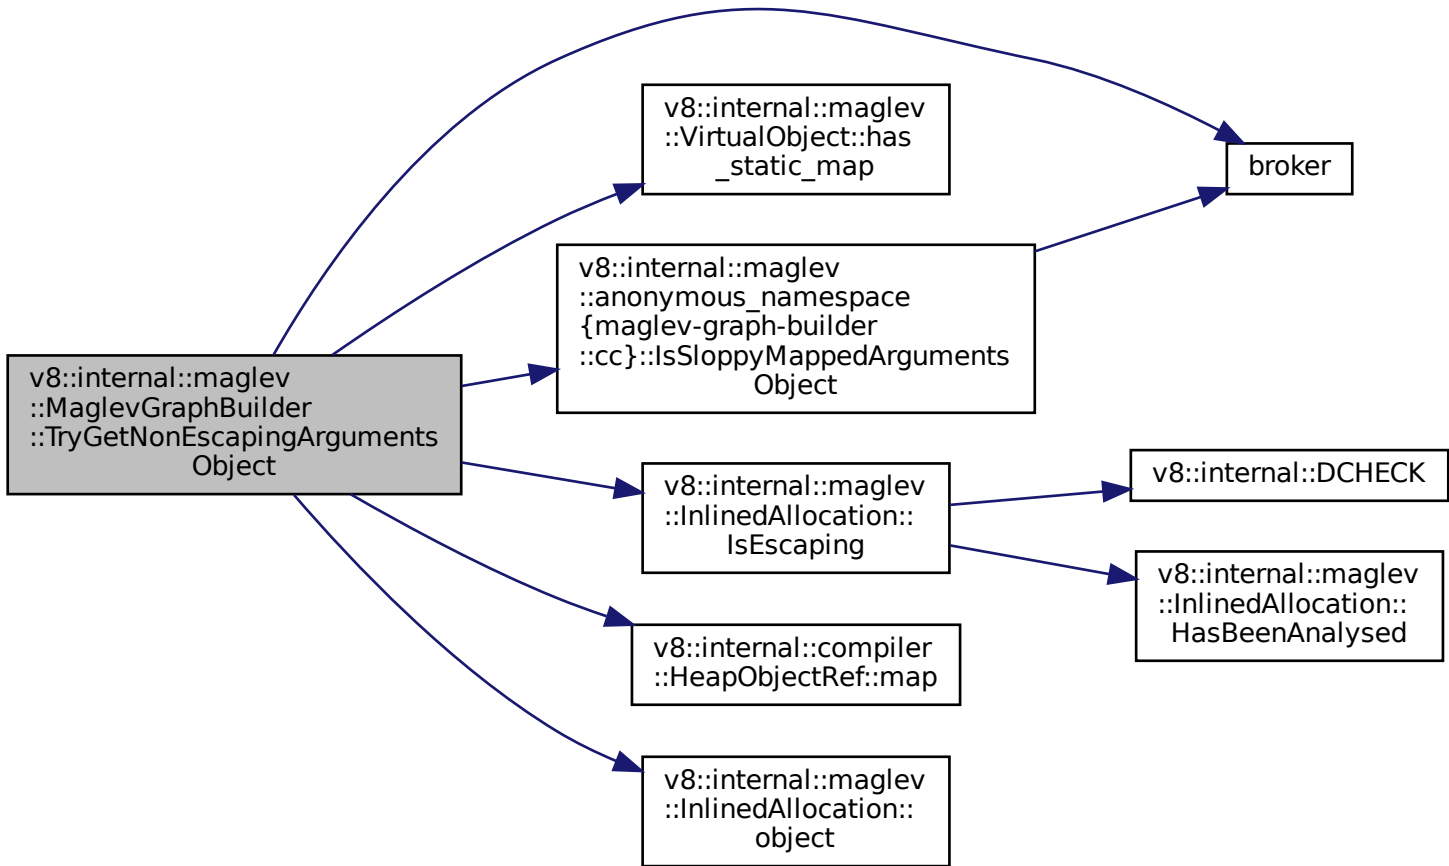 v8::internal::maglev
::MaglevGraphBuilder
::TryGetNonEscapingArguments
Object
v8::internal::maglev
::VirtualObject::has
_static_map
broker
v8::internal::maglev
::anonymous_namespace
{maglev-graph-builder
::cc}::IsSloppyMappedArguments
Object
v8::internal::maglev
::InlinedAllocation::
IsEscaping
v8::internal::DCHECK
v8::internal::maglev
::InlinedAllocation::
HasBeenAnalysed
v8::internal::compiler
::HeapObjectRef::map
v8::internal::maglev
::InlinedAllocation::
object